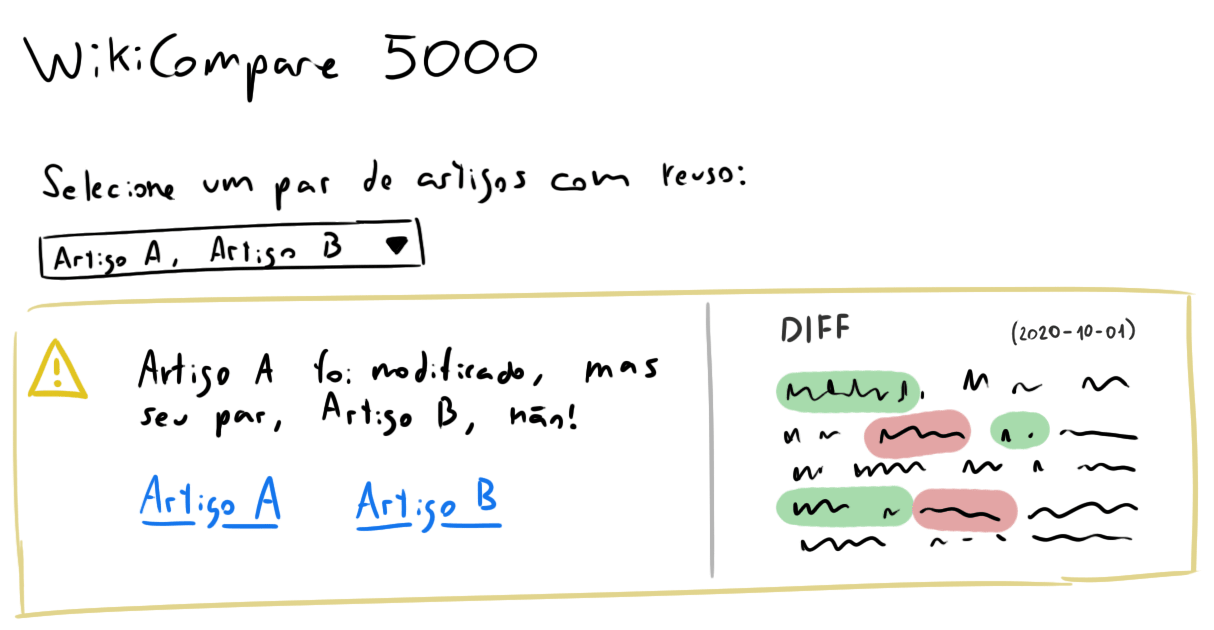 WikiCompare 5000
Selecione um par de artigos com reuso:
Artigo A, Artigo B
Artigo A foi modificado, mas
seu par, Artigo B, não!
Artigo A Artigo B
DIFF (2020-10-01)